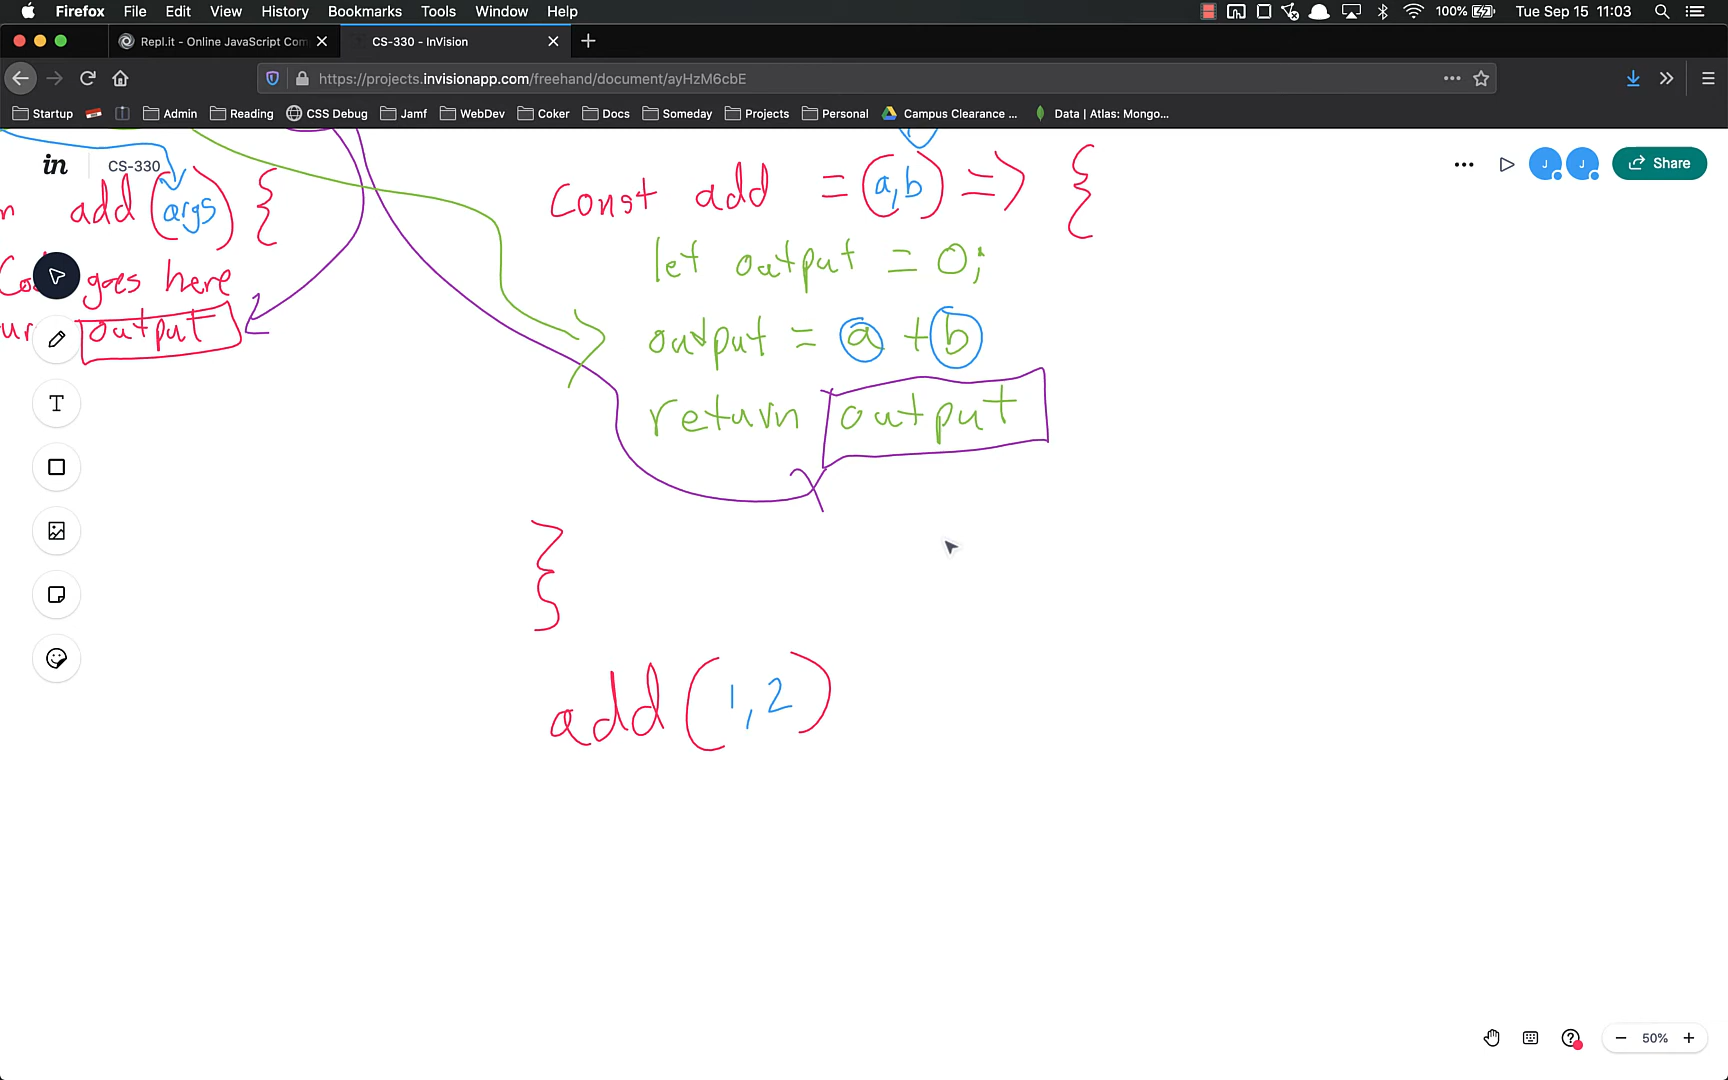 Firefox File Edit View History Bookmarks Tools Window Help 100% Tue Sep 15 11:03
Repl.it - Online JavaScript Com CS-330 - InVision
https://projects.invisionapp.com/freehand/document/ayHzM6cbE
Startup Admin Reading CSS Debug Jamf WebDev Coker Docs Someday Projects Personal Campus Clearance ... Data | Atlas: Mongo...
in CS-330 J J Share
n add (args) {
goes here
output
T
const add = (a,b) => {
let output = 0;
output = a + b
return output
}
add (1,2)
50%